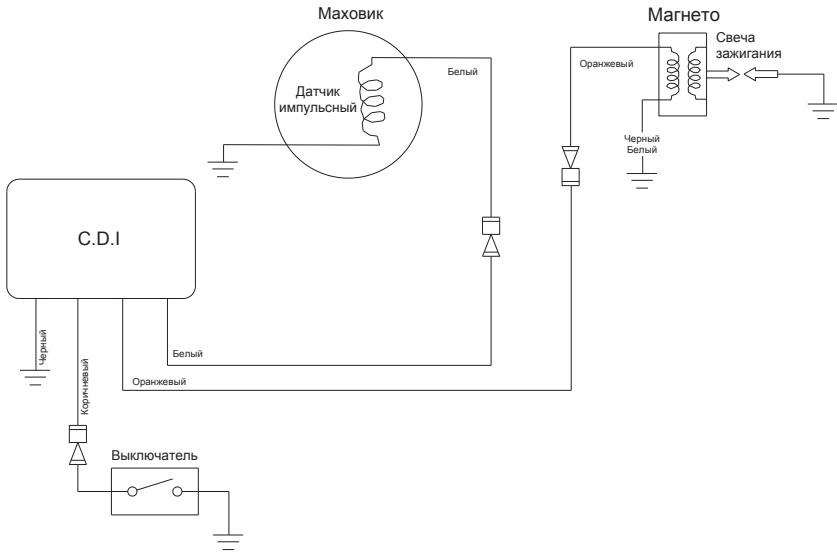 Маховик
Магнето
Свеча
зажигания
Оранжевый
Белый
Датчик
импульсный
Черный
Белый
C.D.I
Черный
Коричневый
Белый
Оранжевый
Выключатель